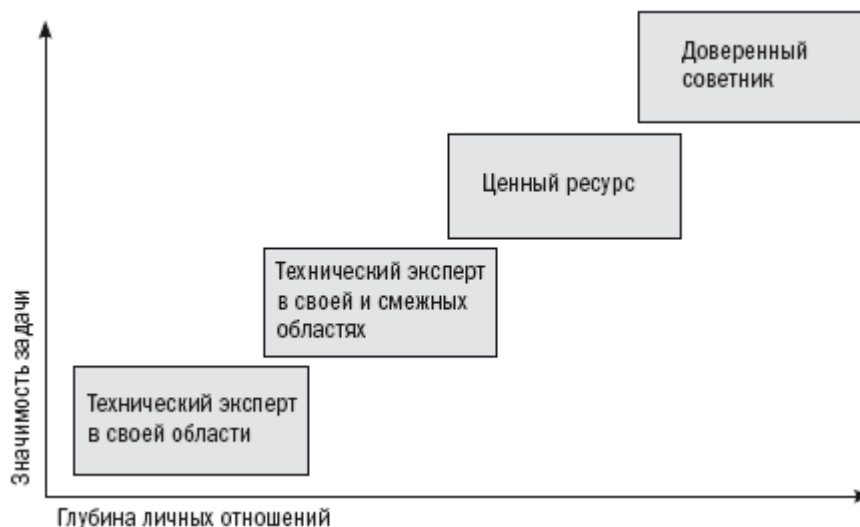 Доверенный
советник
Ценный ресурс
Технический эксперт
в своей и смежных
областях
Технический эксперт
в своей области
Значимость задачи
Глубина личных отношений